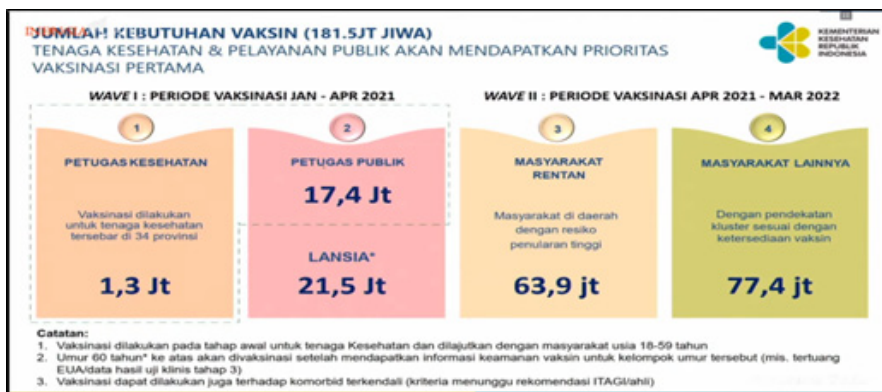 JUMLAH KEBUTUHAN VAKSIN (181.5JT JIWA)
TENAGA KESEHATAN & PELAYANAN PUBLIK AKAN MENDAPATKAN PRIORITAS
VAKSINASI PERTAMA
KEMENTERIAN
KESEHATAN
REPUBLIK
INDONESIA
WAVE I : PERIODE VAKSINASI JAN - APR 2021
WAVE II : PERIODE VAKSINASI APR 2021 - MAR 2022
1
PETUGAS KESEHATAN
Vaksinasi dilakukan
untuk tenaga kesehatan
tersebar di 34 provinsi
1,3 Jt
2
PETUGAS PUBLIK
17,4 Jt
LANSIA*
21,5 Jt
3
MASYARAKAT
RENTAN
Masyarakat di daerah
dengan resiko
penularan tinggi
63,9 jt
4
MASYARAKAT LAINNYA
Dengan pendekatan
kluster sesuai dengan
ketersediaan vaksin
77,4 jt
Catatan:
1. Vaksinasi dilakukan pada tahap awal untuk tenaga Kesehatan dan dilajutkan dengan masyarakat usia 18-59 tahun
2. Umur 60 tahun* ke atas akan divaksinasi setelah mendapatkan informasi keamanan vaksin untuk kelompok umur tersebut (mis. tertuang
EUA/data hasil uji klinis tahap 3)
3. Vaksinasi dapat dilakukan juga terhadap komorbid terkendali (kriteria menunggu rekomendasi ITAGI/ahli)